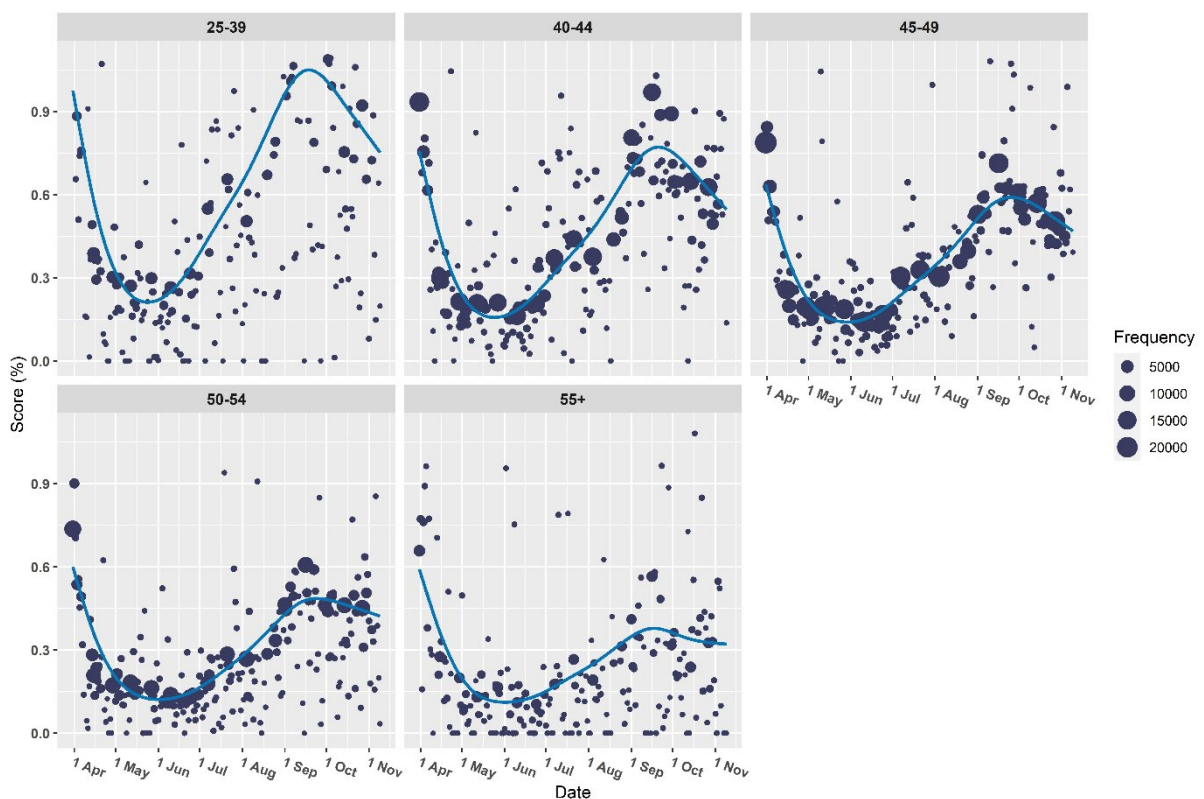 25-39
40-44
45-49
0.9
0.6
0.3
0.0
1 Apr
1 May
1 Jun
1 Jul
1 Aug
1 Sep
1 Oct
1 Nov
Frequency
5000
10000
15000
20000
Score (%)
50-54
55+
0.9
0.6
0.3
0.0
1 Apr
1 May
1 Jun
1 Jul
1 Aug
1 Sep
1 Oct
1 Nov
1 Apr
1 May
1 Jun
1 Jul
1 Aug
1 Sep
1 Oct
1 Nov
Date